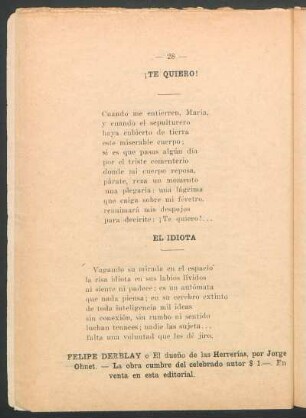 — 28 —
¡TE QUIERO!
Cuando me entierren, María,
y cuando el sepulturero
haya cubierto de tierra
este miserable cuerpo;
si es que pasas algún día
por el triste cementerio
donde mi cuerpo reposa,
párate, reza un momento
una plegaria; una lágrima
que caiga sobre mi féretro,
reanimará mis despojos
para decirte: ¡Te quiero!...
EL IDIOTA
Vagando su mirada en el espacio
la risa idiota en sus labios lívidos
ni siente ni padece; es un autómata
que nada piensa; en su cerebro extinto
de toda inteligencia mil ideas
sin conexión, sin rumbo ni sentido
luchan tenaces; nadie las sujeta...
falta una voluntad que les dé juro.
FELIPE DERBLAY o El dueño de las Herrerías, por Jorge
Ohnet. — La obra cumbre del celebrado autor $ 1.— En
venta en esta editorial.